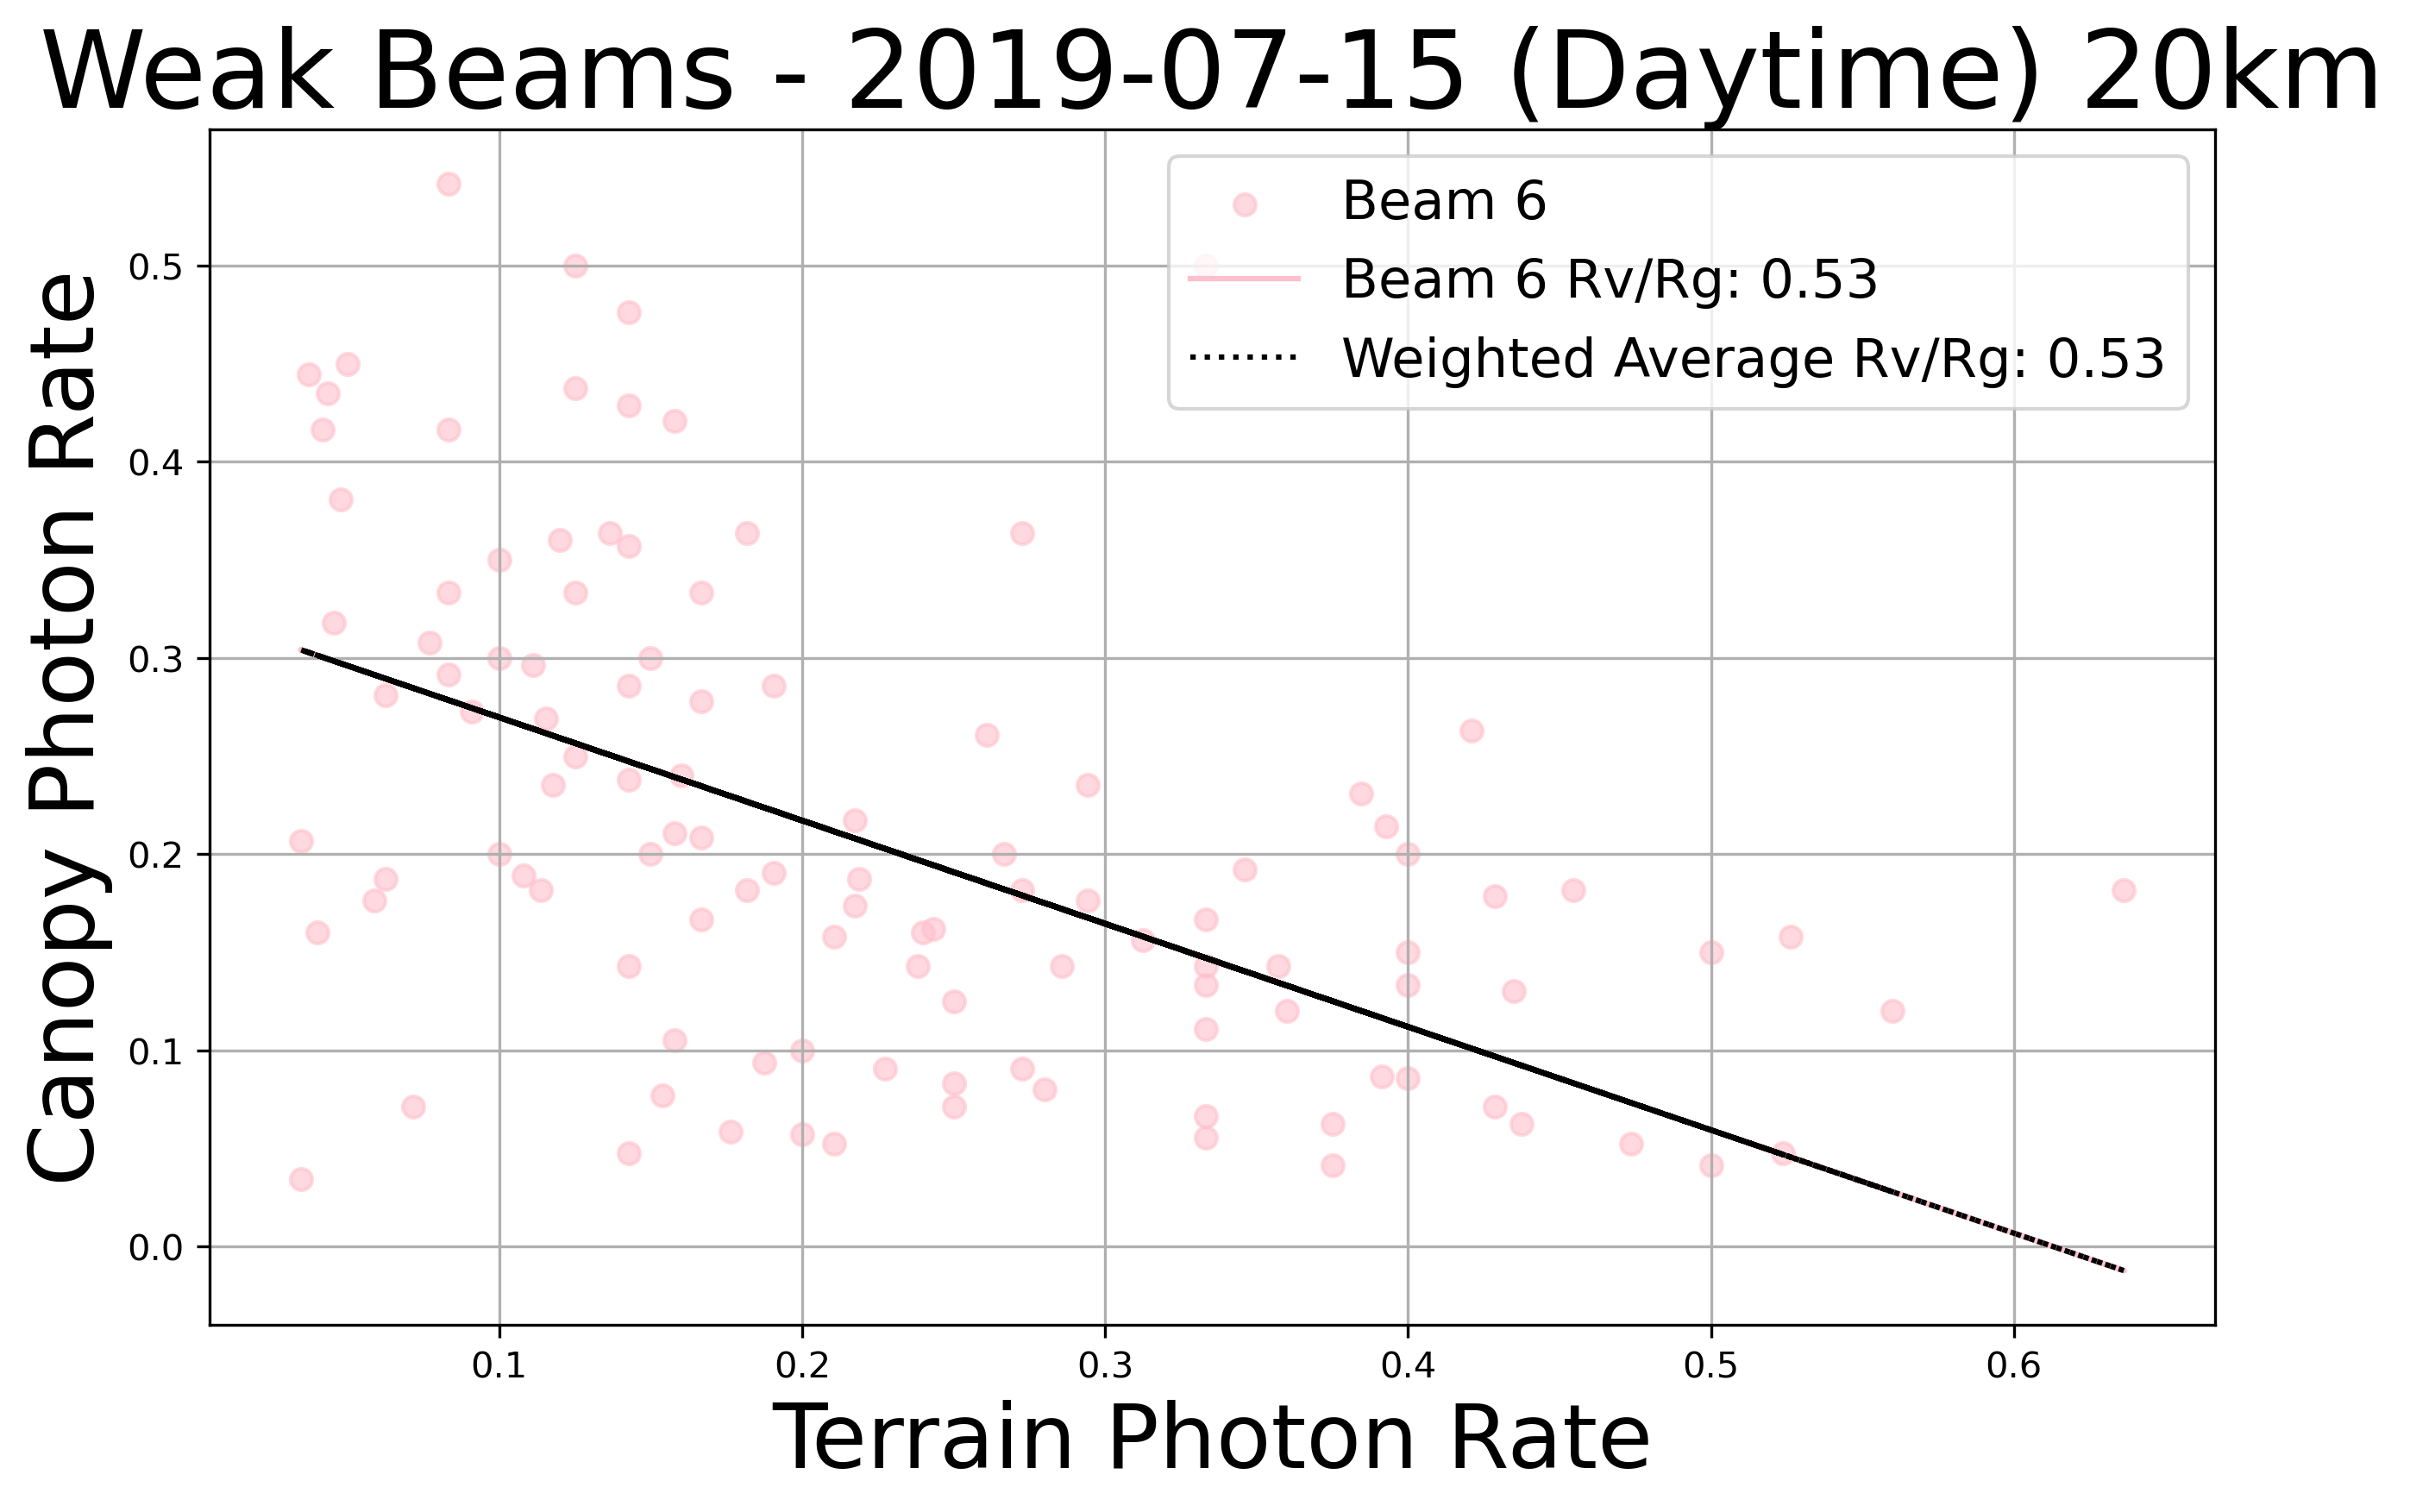 Weak Beams - 2019-07-15 (Daytime) 20km
Beam 6
Beam 6 Rv/Rg: 0.53
Weighted Average Rv/Rg: 0.53
Canopy Photon Rate
0.5
0.4
0.3
0.2
0.1
0.0
0.1 0.2 0.3 0.4 0.5 0.6
Terrain Photon Rate